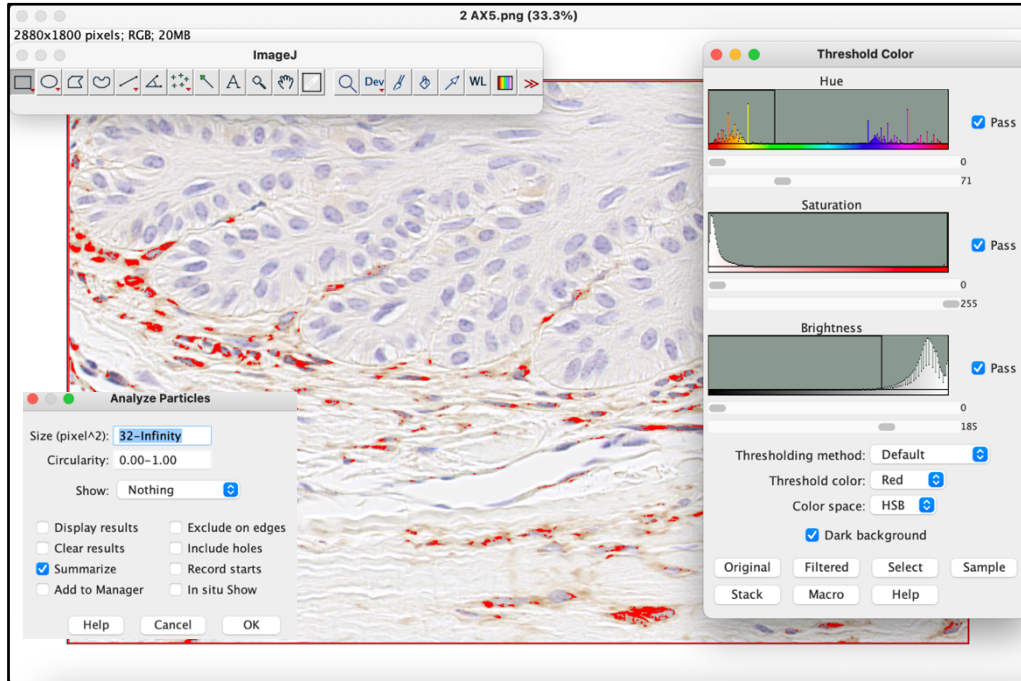 2 AX5.png (33.3%)
2880x1800 pixels; RGB; 20MB
ImageJ
A
Dev
WL
>>
Threshold Color
Hue
Pass
0
71
Saturation
Pass
0
255
Brightness
Pass
0
185
Thresholding method: Default
Threshold color: Red
Color space: HSB
Dark background
Original Filtered Select Sample
Stack Macro Help
Analyze Particles
Size (pixel^2): 32-Infinity
Circularity: 0.00-1.00
Show: Nothing
Display results Exclude on edges
Clear results Include holes
Summarize Record starts
Add to Manager In situ Show
Help Cancel OK